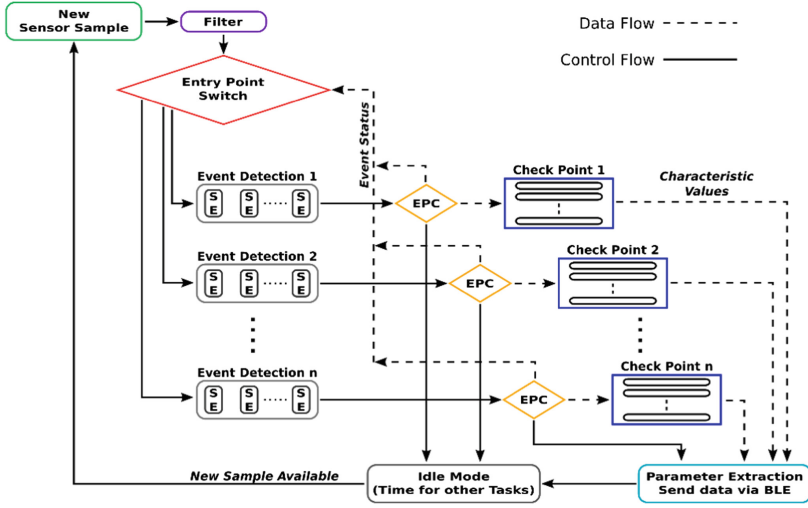 New
Sensor Sample
Filter
Data Flow
Control Flow
Entry Point
Switch
Event Status
Event Detection 1
S S S
E E E
EPC
Check Point 1
Characteristic
Values
Event Detection 2
S S S
E E E
EPC
Check Point 2
Event Detection n
S S S
E E E
EPC
Check Point n
New Sample Available
Idle Mode
(Time for other Tasks)
Parameter Extraction
Send data via BLE